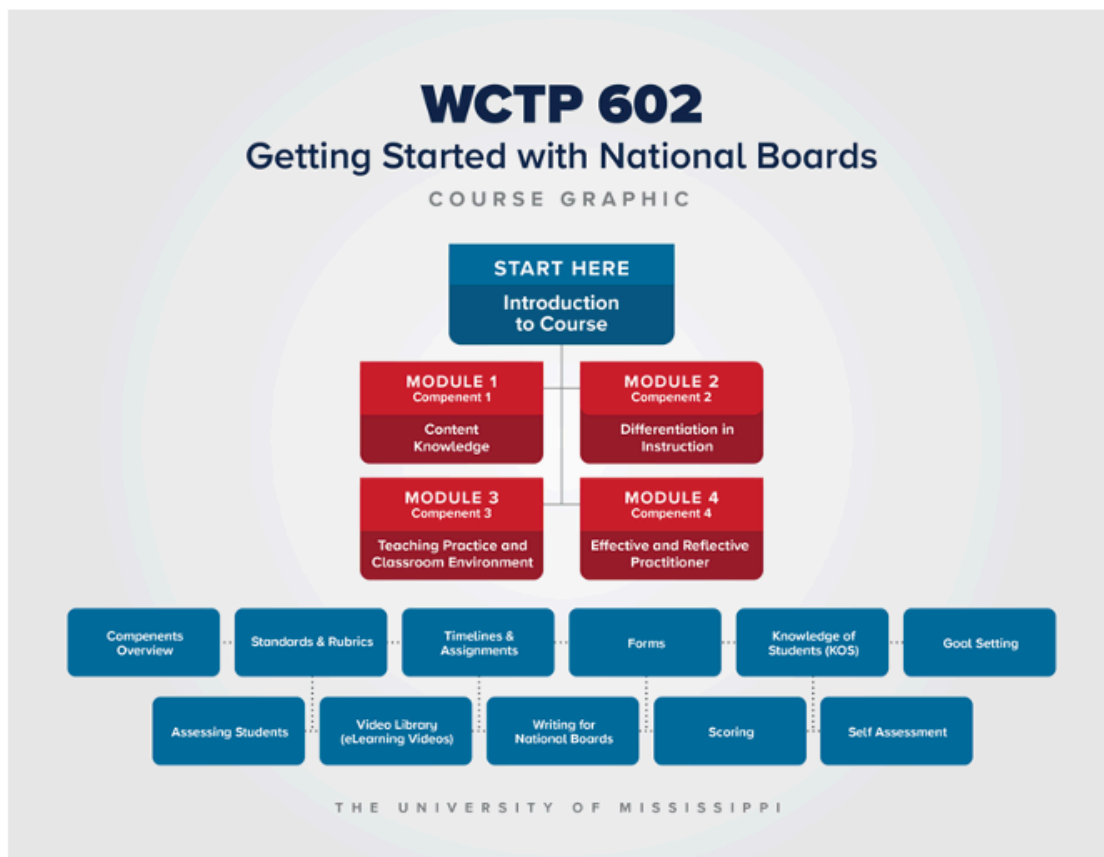 WCTP 602
Getting Started with National Boards
COURSE GRAPHIC
START HERE
Introduction
to Course
MODULE 1
Compenent 1
Content
Knowledge
MODULE 2
Compenent 2
Differentiation in
Instruction
MODULE 3
Compenent 3
Teaching Practice and
Classroom Environment
MODULE 4
Compenent 4
Effective and Reflective
Practitioner
Compenents
Overview
Standards & Rubrics
Timelines &
Assignments
Forms
Knowledge of
Students (KOS)
Goal Setting
Assessing Students
Video Library
(eLearning Videos)
Writing for
National Boards
Scoring
Self Assessment
THE UNIVERSITY OF MISSISSIPPI